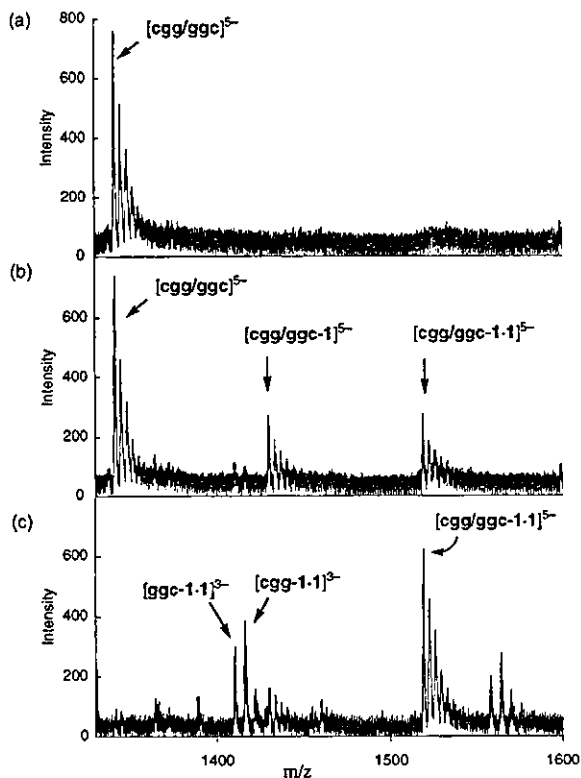 (a)
800
[cgg/ggc]5–
600
400
200
0
Intensity
(b)
[cgg/ggc]5–
600
[cgg/ggc-1]5–
[cgg/ggc-1·1]5–
400
200
0
Intensity
(c)
[cgg/ggc-1·1]5–
600
[ggc-1·1]3–
[cgg-1·1]3–
400
200
0
Intensity
1400
1500
1600
m/z